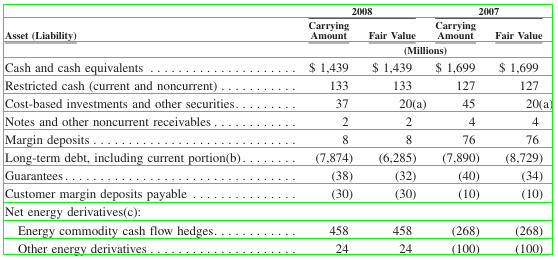 2008 2007
Carrying Carrying
Asset (Liability) Amount Fair Value Amount Fair Value
(Millions)
Cash and cash equivalents . . . . . . . . . . . . . . . . . . . . . $ 1,439 $ 1,439 $ 1,699 $ 1,699
Restricted cash (current and noncurrent) . . . . . . . . . . . 133 133 127 127
Cost-based investments and other securities. . . . . . . . . 37 20(a) 45 20(a)
Notes and other noncurrent receivables . . . . . . . . . . . . 2 2 4 4
Margin deposits . . . . . . . . . . . . . . . . . . . . . . . . . . . . . 8 8 76 76
Long-term debt, including current portion(b). . . . . . . . (7,874) (6,285) (7,890) (8,729)
Guarantees. . . . . . . . . . . . . . . . . . . . . . . . . . . . . . . . . (38) (32) (40) (34)
Customer margin deposits payable . . . . . . . . . . . . . . . (30) (30) (10) (10)
Net energy derivatives(c):
Energy commodity cash flow hedges. . . . . . . . . . . . 458 458 (268) (268)
Other energy derivatives . . . . . . . . . . . . . . . . . . . . . 24 24 (100) (100)